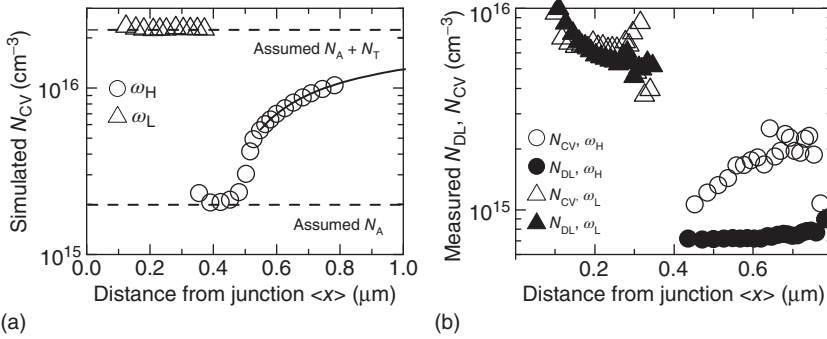 (a)
Simulated N_CV (cm⁻³)
10¹⁶
10¹⁵
Assumed N_A + N_T
ω_H
ω_L
Assumed N_A
0.0 0.2 0.4 0.6 0.8 1.0
Distance from junction <x> (μm)
(b)
Measured N_DL, N_CV (cm⁻³)
10¹⁶
10¹⁵
N_CV, ω_H
N_DL, ω_H
N_CV, ω_L
N_DL, ω_L
0.2 0.4 0.6
Distance from junction <x> (μm)